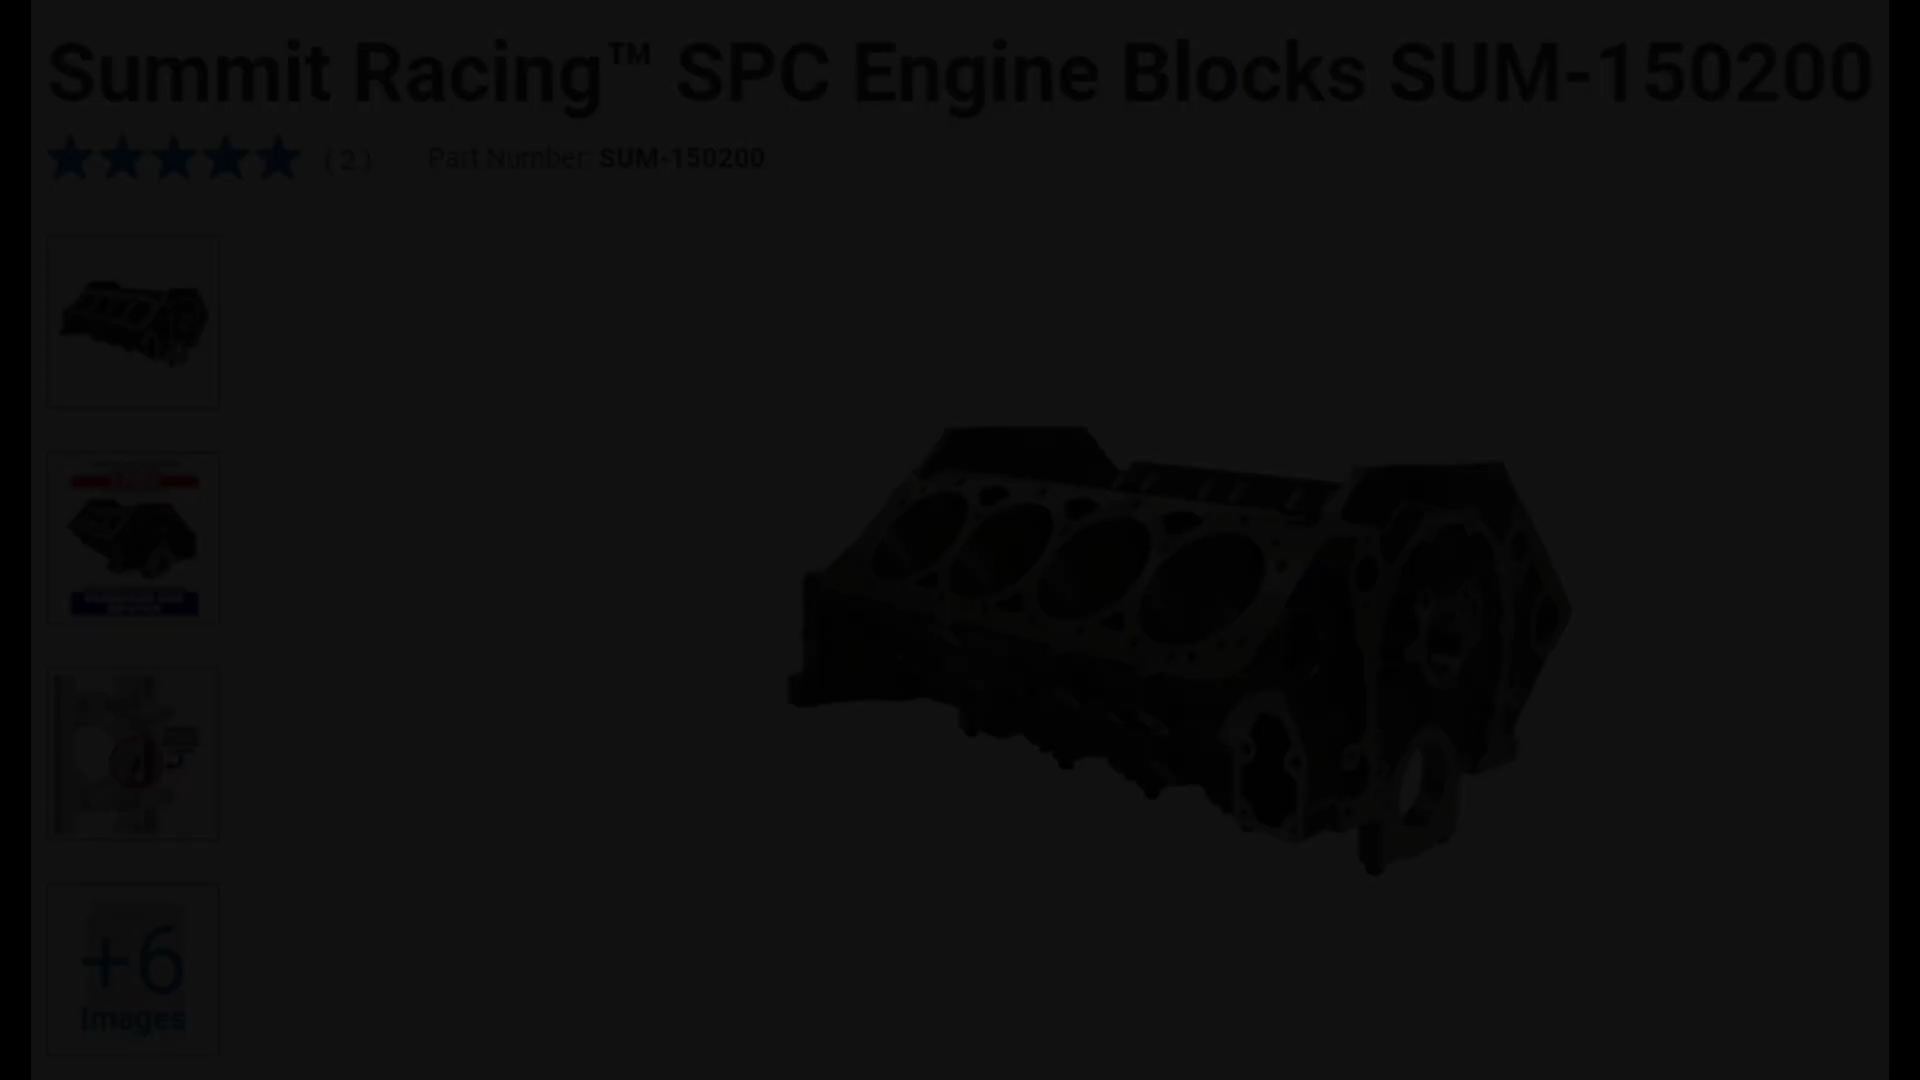 Summit Racing™ SPC Engine Blocks SUM-150200
( 2 ) Part Number: SUM-150200
+6
Images